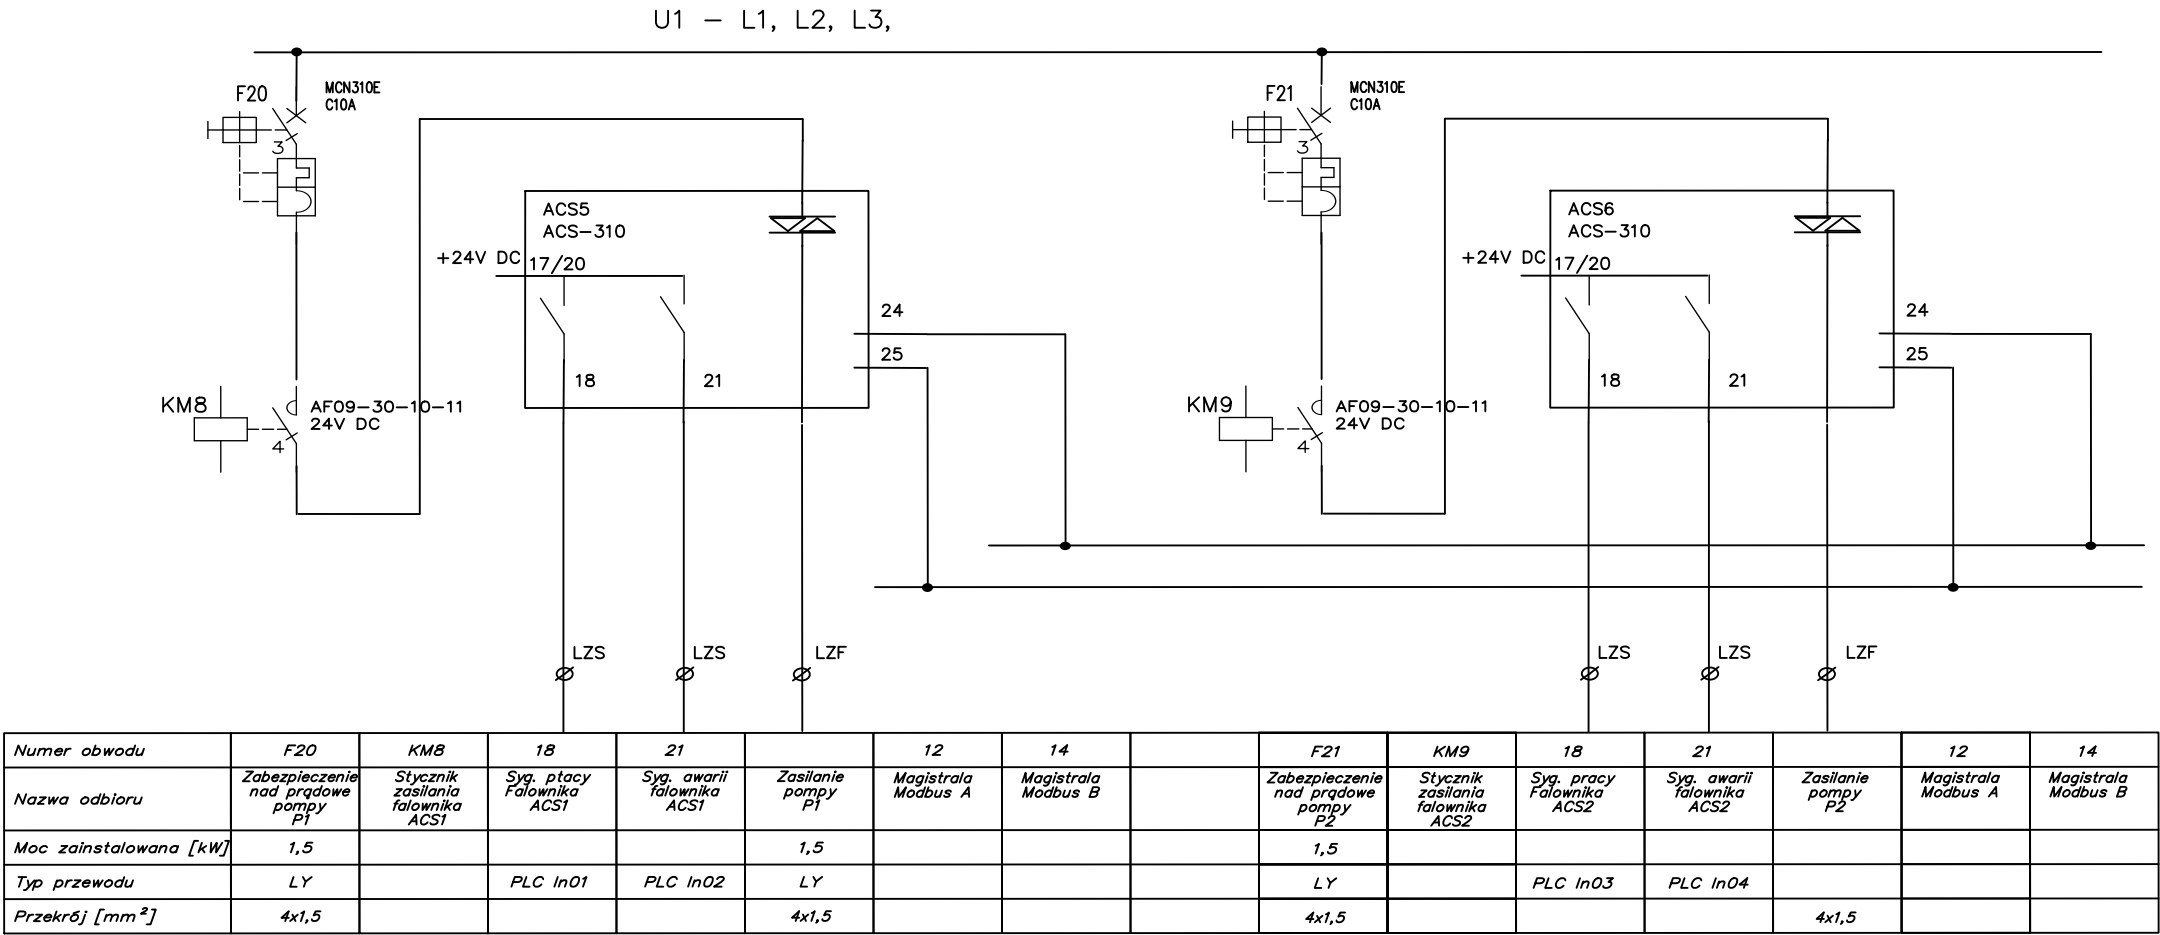 U1 - L1, L2, L3,
F20
MCN310E
C10A
3
KM8
AF09-30-10-11
24V DC
4
ACS5
ACS-310
+24V DC
17/20
24
25
18
21
LZS
LZS
LZF
F21
MCN310E
C10A
3
KM9
AF09-30-10-11
24V DC
4
ACS6
ACS-310
+24V DC
17/20
24
25
18
21
LZS
LZS
LZF
Numer obwodu
F20
KM8
18
21
12
14
F21
KM9
18
21
12
14
Nazwa odbioru
Zabezpieczenie
nad prądowe
pompy
P1
Stycznik
zasilania
falownika
ACS1
Syg. ptacy
Falownika
ACS1
Syg. awarii
falownika
ACS1
Zasilanie
pompy
P1
Magistrala
Modbus A
Magistrala
Modbus B
Zabezpieczenie
nad prądowe
pompy
P2
Stycznik
zasilania
falownika
ACS2
Syg. pracy
Falownika
ACS2
Syg. awarii
falownika
ACS2
Zasilanie
pompy
P2
Magistrala
Modbus A
Magistrala
Modbus B
Moc zainstalowana [kW]
1,5
1,5
1,5
Typ przewodu
LY
PLC In01
PLC In02
LY
LY
PLC In03
PLC In04
Przekrój [mm²]
4x1,5
4x1,5
4x1,5
4x1,5